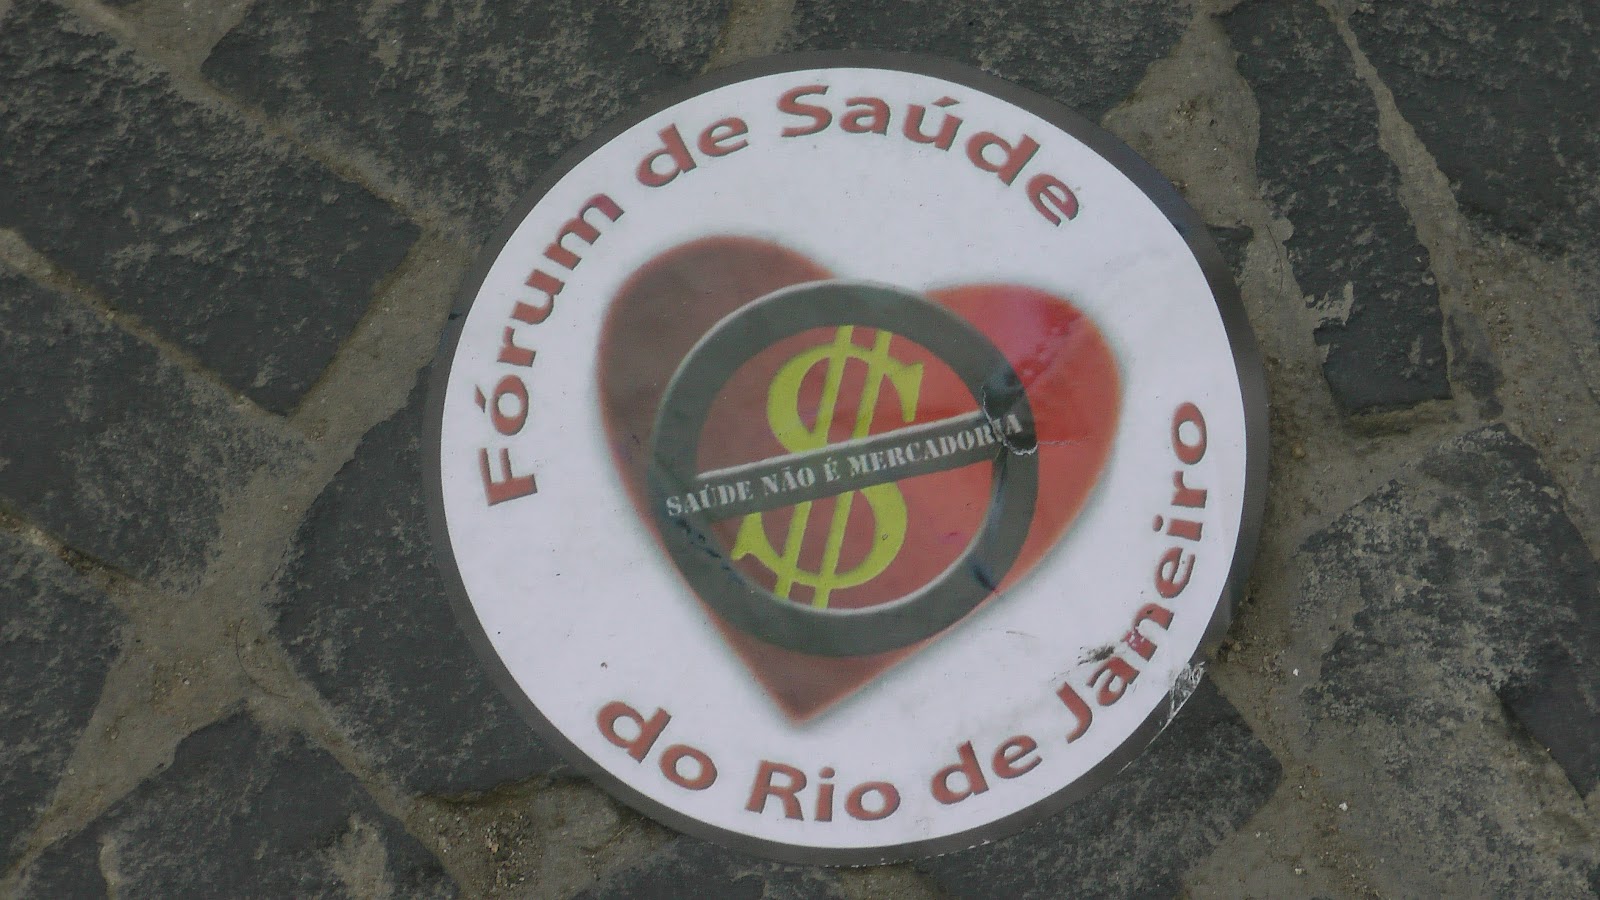 Fórum de Saúde
SAÚDE NÃO É MERCADORIA
do Rio de Janeiro